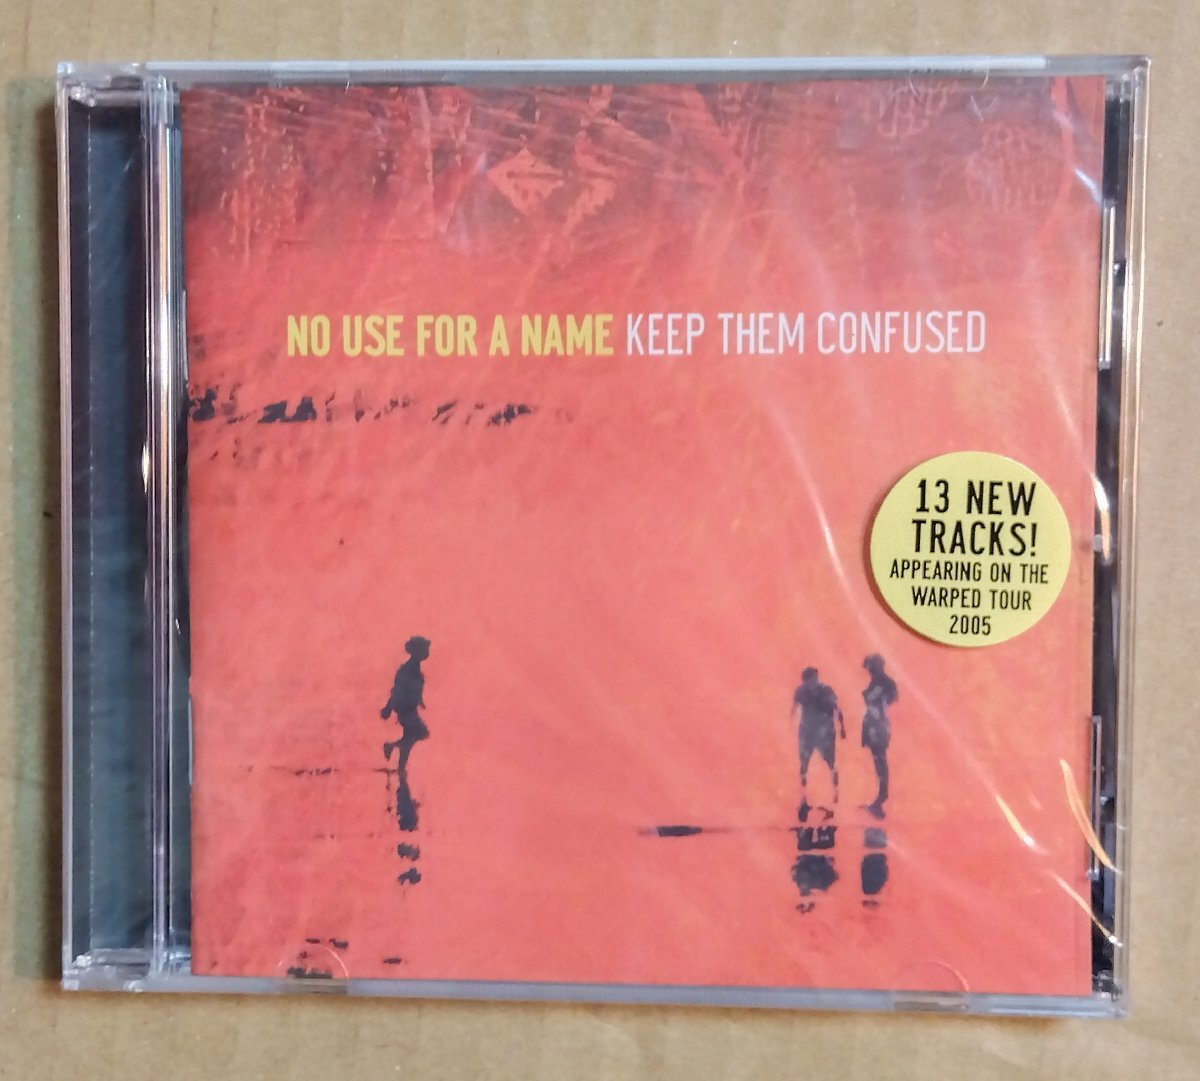 NO USE FOR A NAME KEEP THEM CONFUSED
13 NEW
TRACKS!
APPEARING ON THE
WARPED TOUR
2005